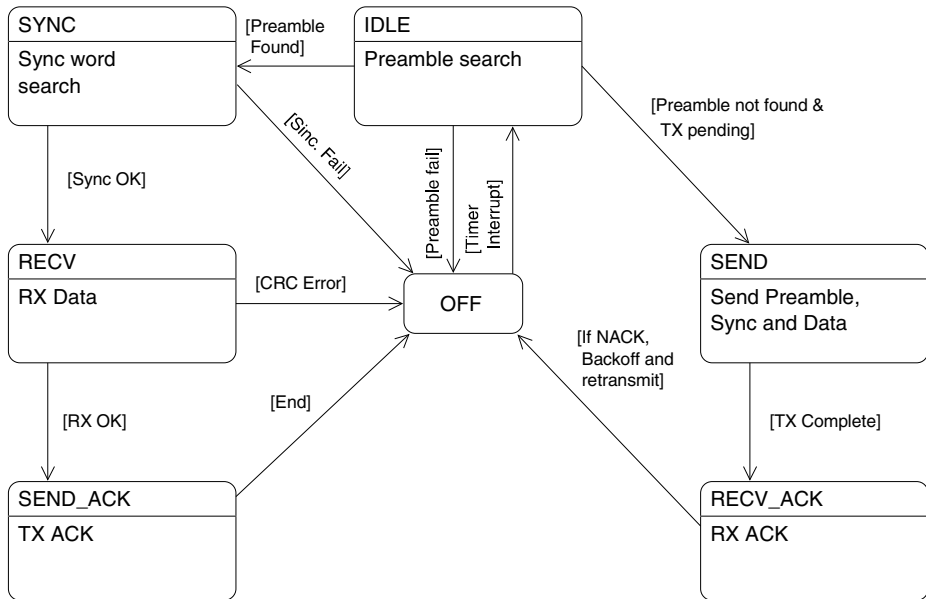 SYNC
Sync word
search
[Preamble
Found]
IDLE
Preamble search
[Preamble not found &
TX pending]
[Sinc. Fail]
[Preamble fail]
[Timer
Interrupt]
[Sync OK]
RECV
RX Data
[CRC Error]
OFF
SEND
Send Preamble,
Sync and Data
[If NACK,
Backoff and
retransmit]
[RX OK]
[End]
[TX Complete]
SEND_ACK
TX ACK
RECV_ACK
RX ACK